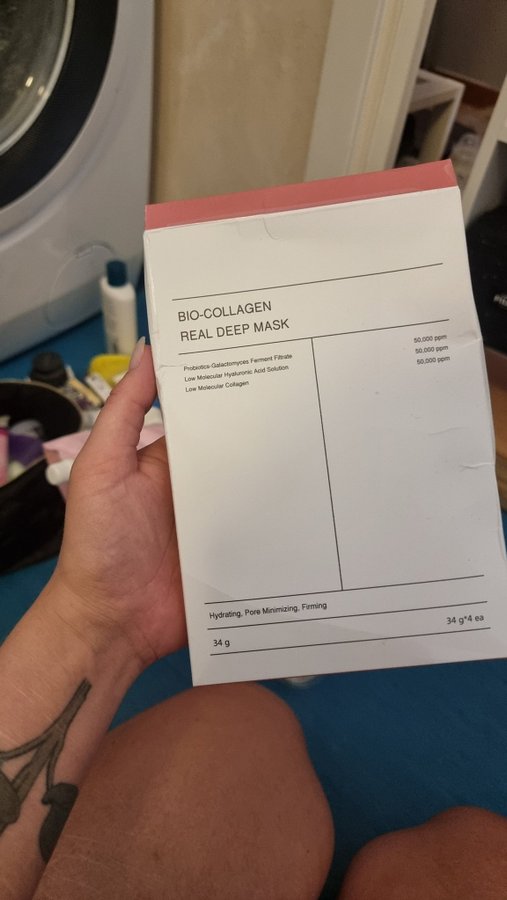 BIO-COLLAGEN
REAL DEEP MASK
Probiotics-Galactomyces Ferment Filtrate 50,000 ppm
Low Molecular Hyaluronic Acid Solution 50,000 ppm
Low Molecular Collagen 50,000 ppm
Hydrating, Pore Minimizing, Firming
34 g 34 g*4 ea